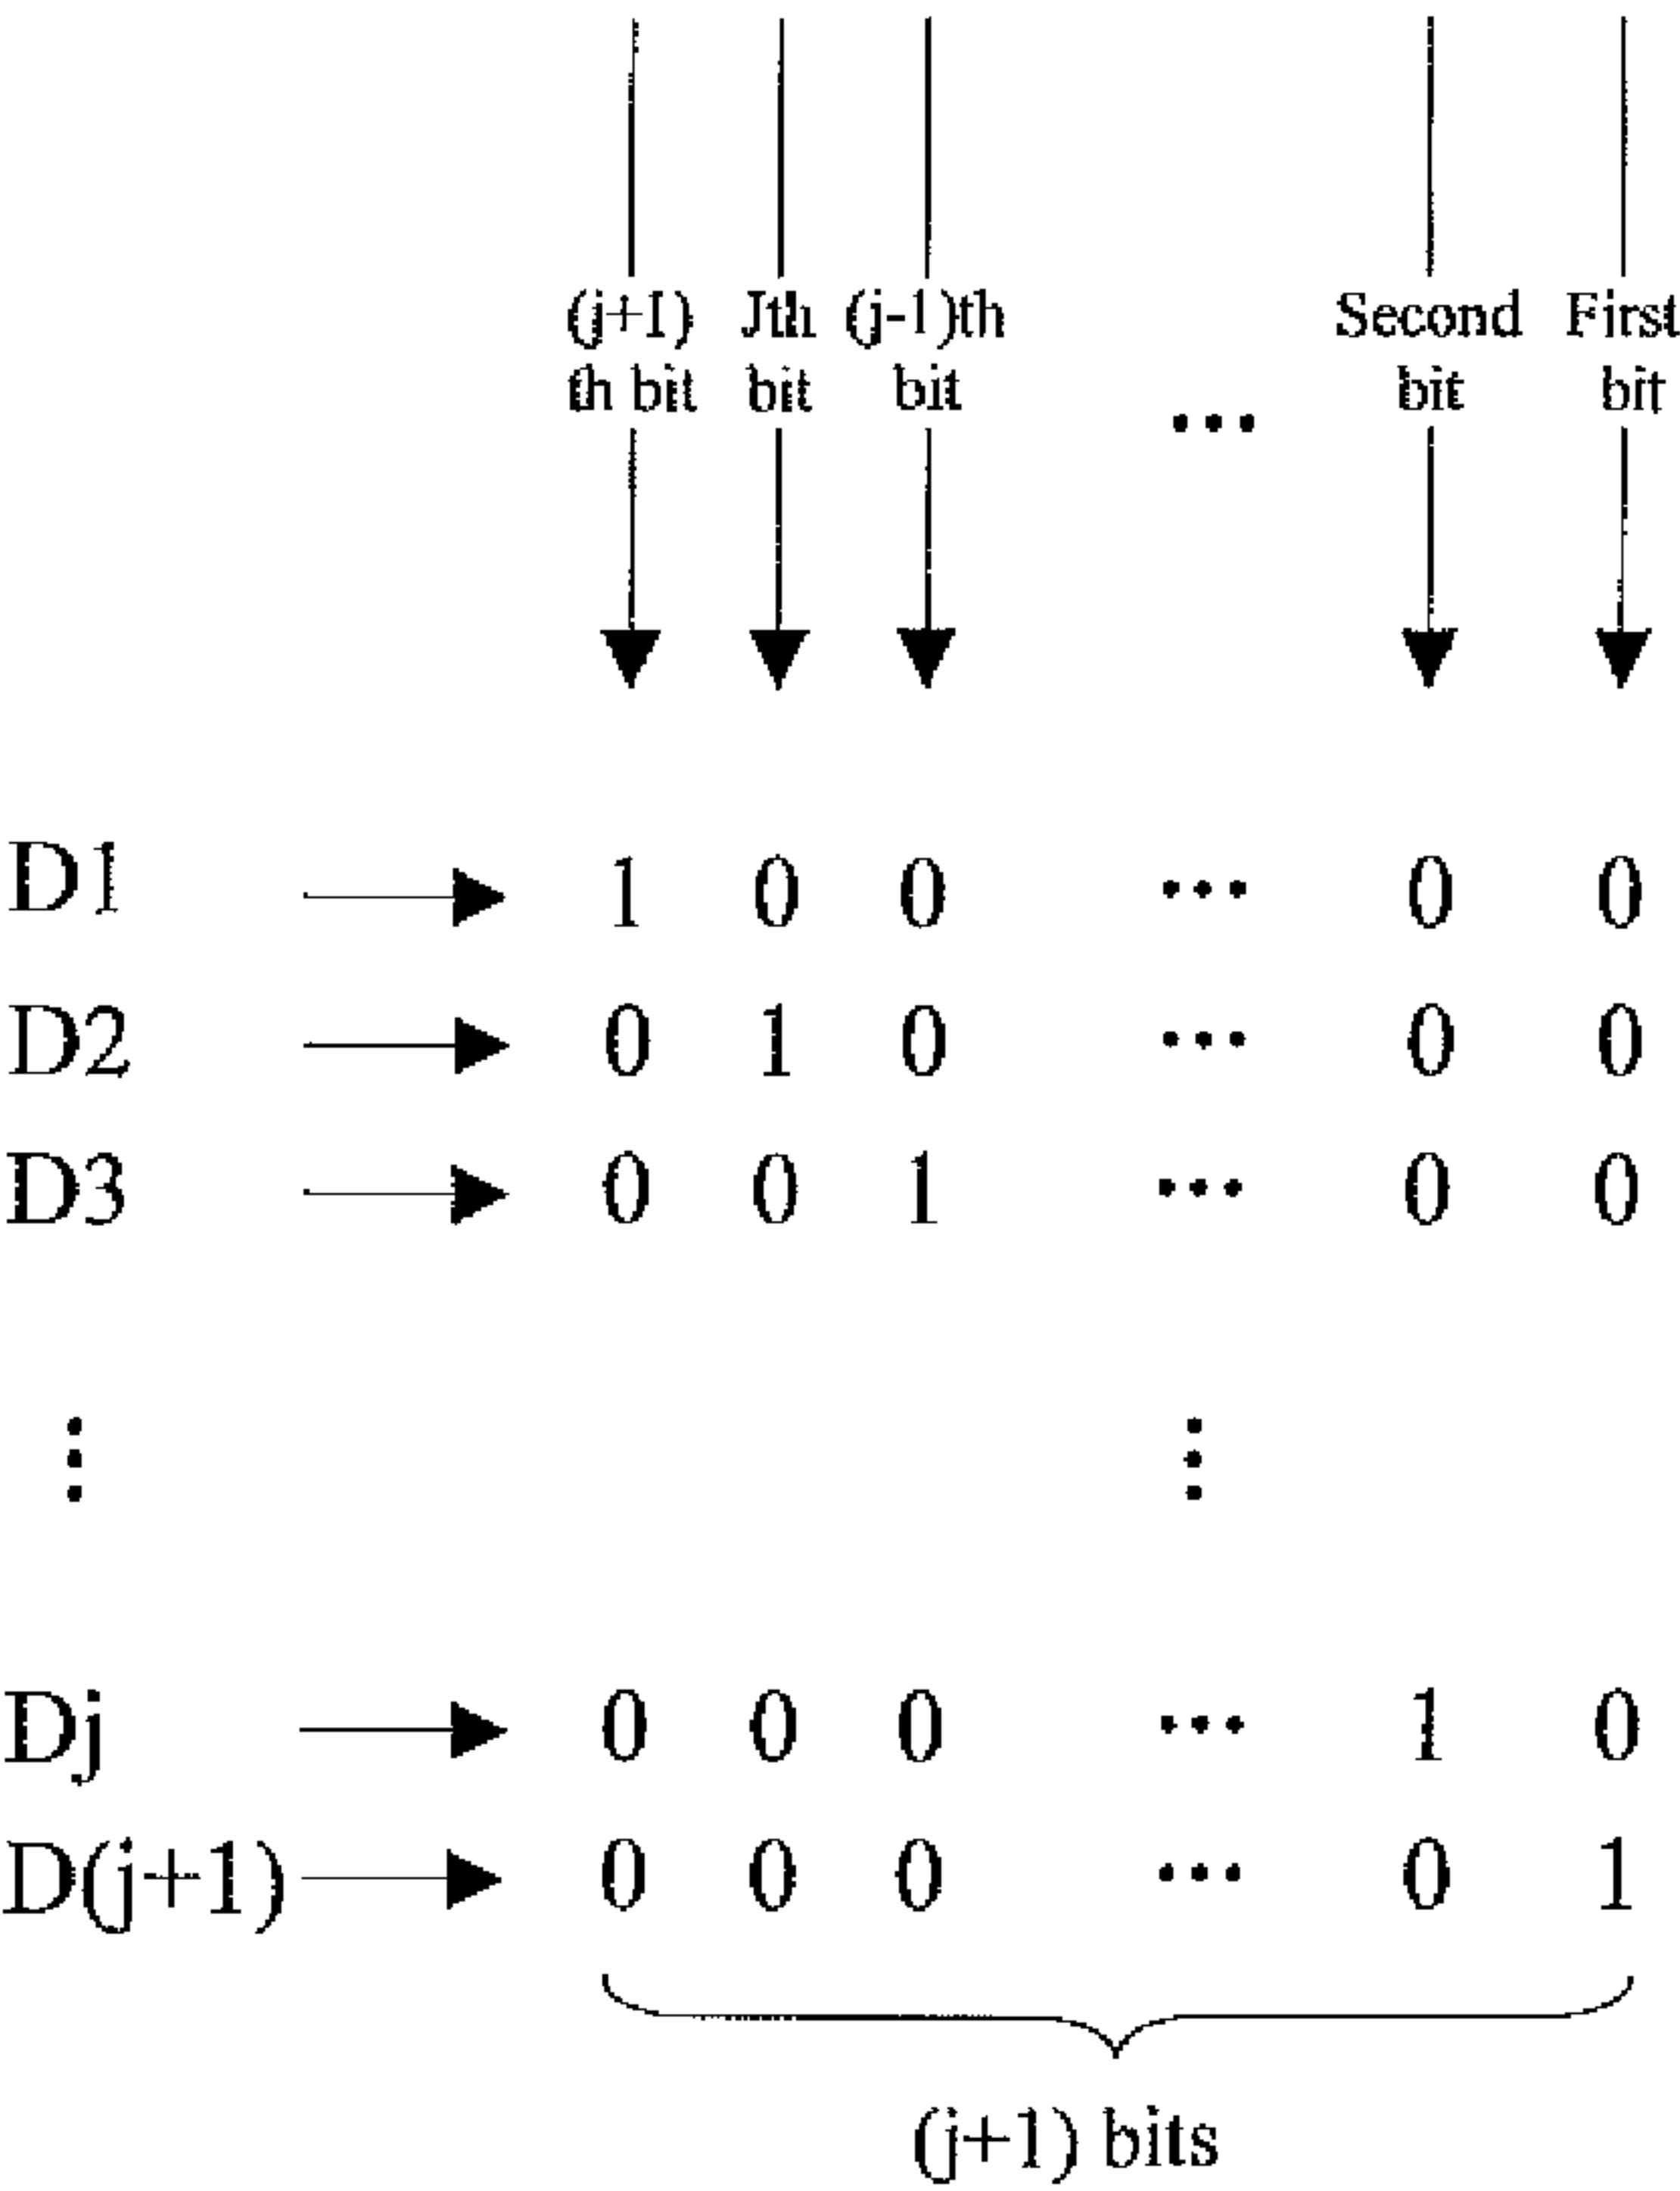 (j+1) Jth (j-1)th Second First
th bit bit bit ... bit bit
D1 1 0 0 ... 0 0
D2 0 1 0 ... 0 0
D3 0 0 1 ... 0 0
Dj 0 0 0 ... 1 0
D(j+1) 0 0 0 ... 0 1
(j+1) bits